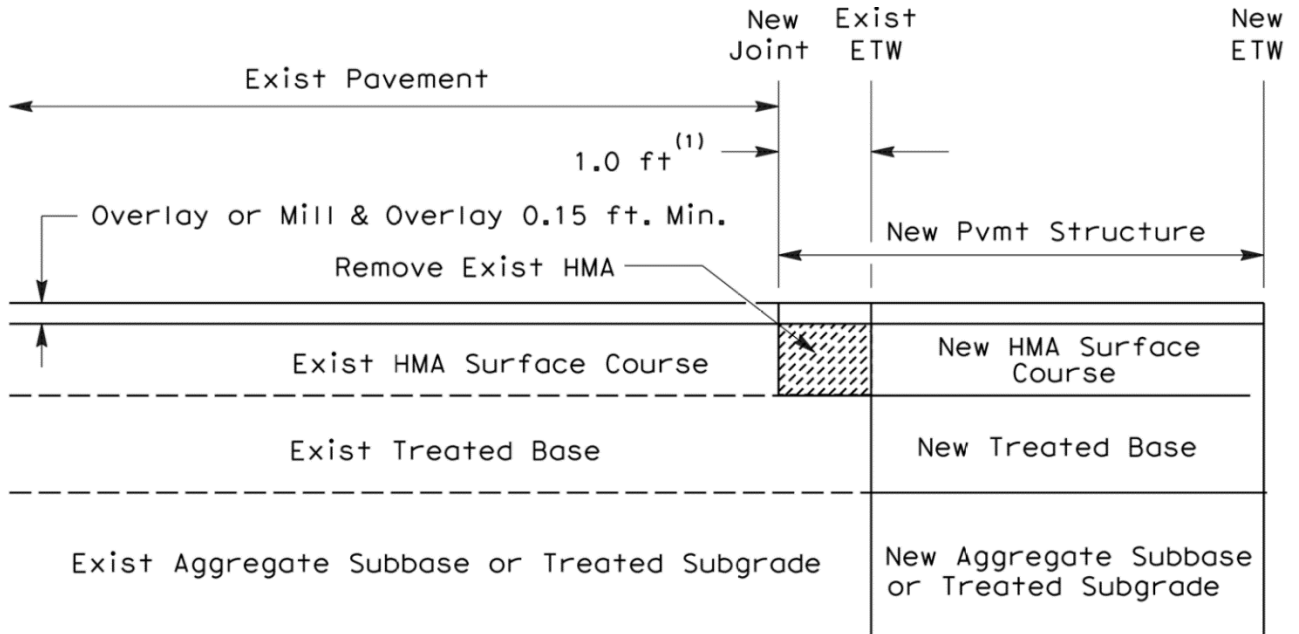 New Joint
Exist ETW
New ETW
Exist Pavement
1.0 ft(1)
Overlay or Mill & Overlay 0.15 ft. Min.
New Pvmt Structure
Remove Exist HMA
Exist HMA Surface Course
New HMA Surface
Course
Exist Treated Base
New Treated Base
Exist Aggregate Subbase or Treated Subgrade
New Aggregate Subbase
or Treated Subgrade